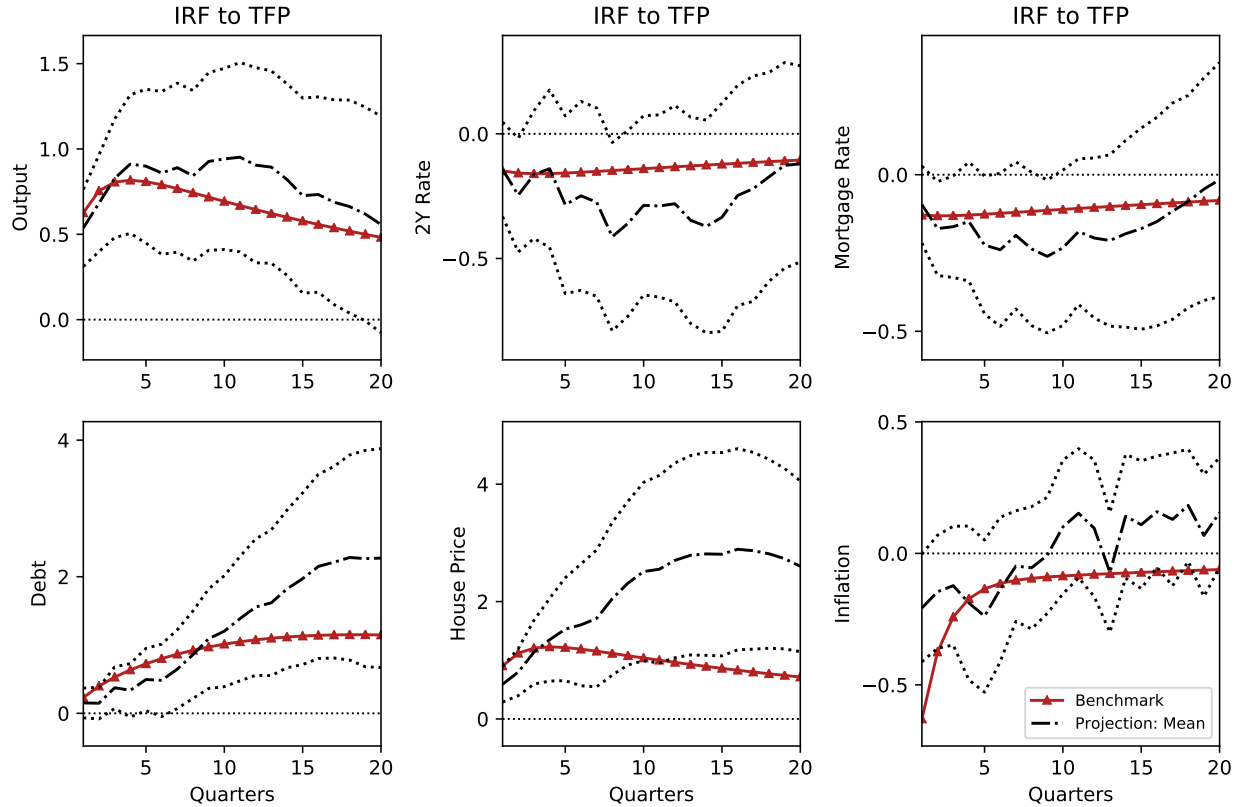 IRF to TFP
IRF to TFP
IRF to TFP
Output
1.5
1.0
0.5
0.0
5
10
15
20
2Y Rate
0.0
−0.5
5
10
15
20
Mortgage Rate
0.0
−0.5
5
10
15
20
Debt
4
2
0
5
10
15
20
Quarters
House Price
4
2
0
5
10
15
20
Quarters
Inflation
0.5
0.0
−0.5
Benchmark
Projection: Mean
5
10
15
20
Quarters